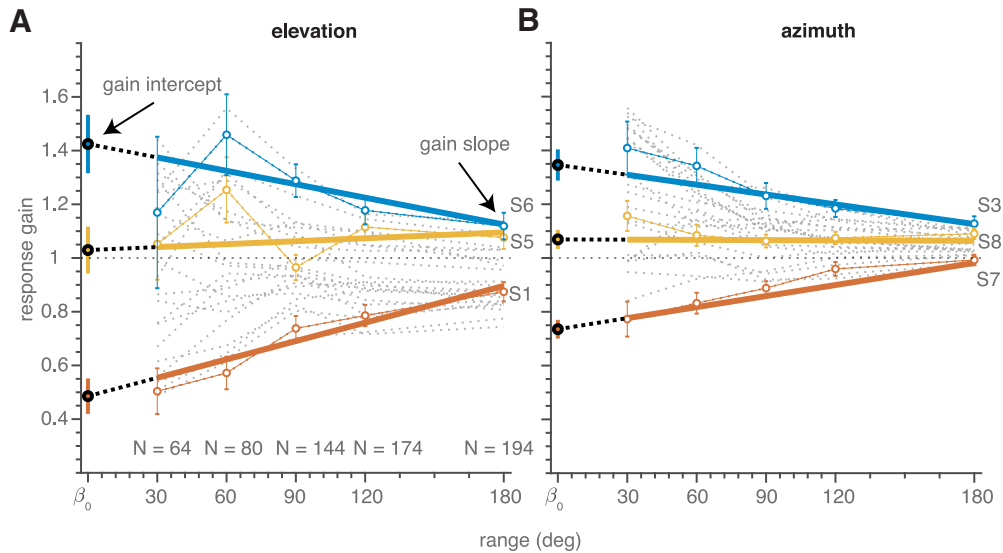 A
elevation
B
azimuth
gain intercept
gain slope
response gain
1.6
1.4
1.2
1
0.8
0.6
0.4
S6
S5
S1
S3
S8
S7
N = 64 N = 80 N = 144 N = 174 N = 194
β0 30 60 90 120 180
β0 30 60 90 120 180
range (deg)